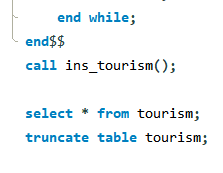 end while;
end$$
call ins_tourism();
select * from tourism;
truncate table tourism;